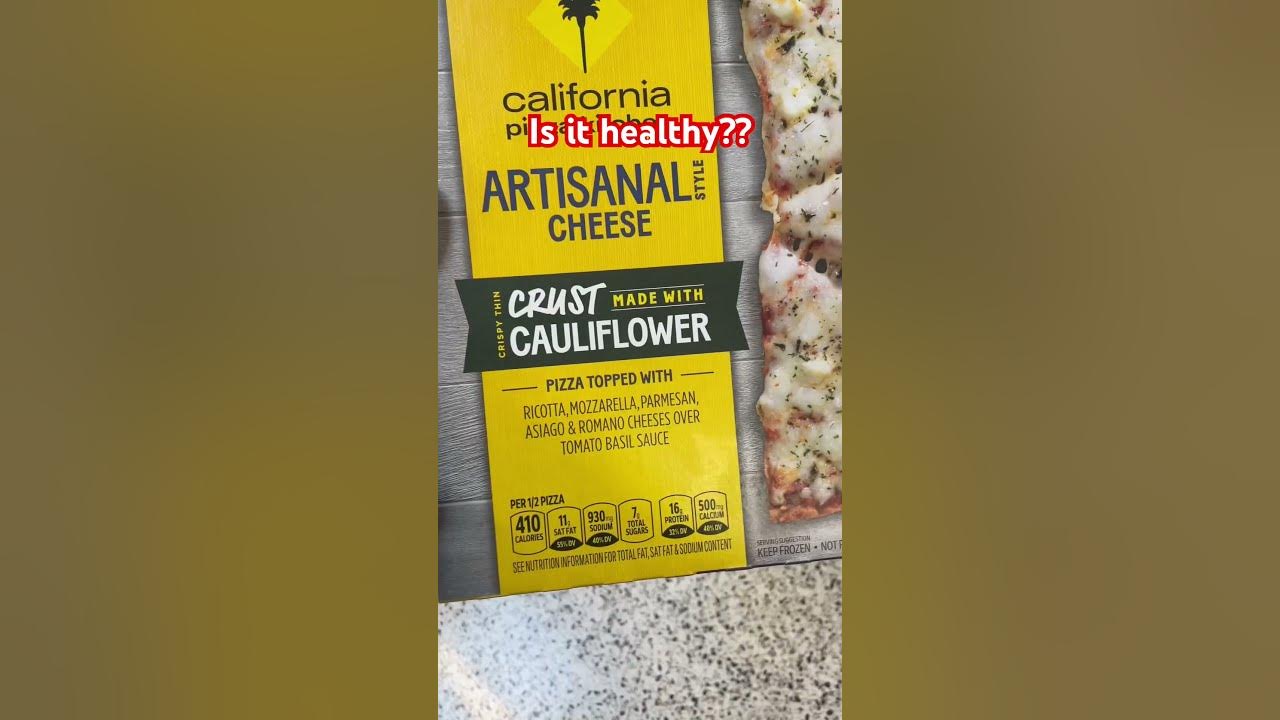 california
Is it healthy??
ARTISANAL STYLE
CHEESE
CRISPY THIN
CRUST MADE WITH
CAULIFLOWER
PIZZA TOPPED WITH
RICOTTA, MOZZARELLA, PARMESAN,
ASIAGO & ROMANO CHEESES OVER
TOMATO BASIL SAUCE
PER 1/2 PIZZA
410 CALORIES
11g SAT FAT 55% DV
930mg SODIUM 40% DV
7g TOTAL SUGARS
16g PROTEIN 32% DV
500mg CALCIUM 40% DV
SEE NUTRITION INFORMATION FOR TOTAL FAT, SAT FAT & SODIUM CONTENT
SERVING SUGGESTION
KEEP FROZEN • NOT